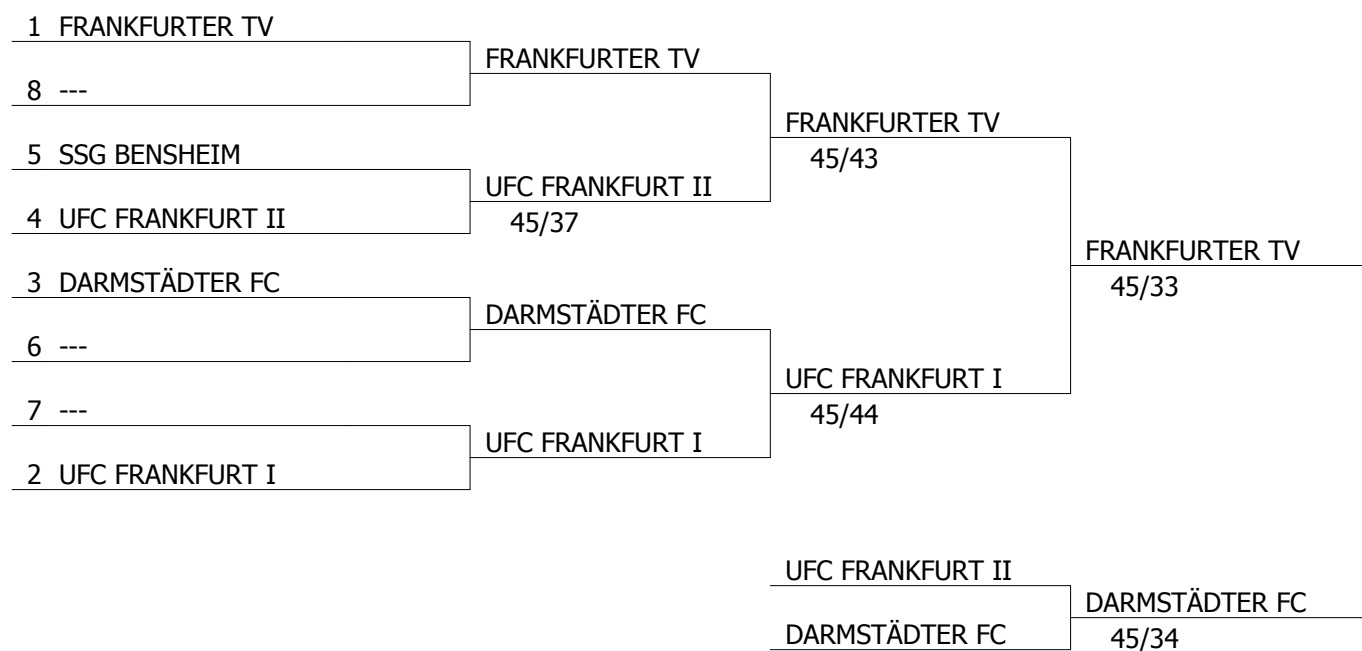 1 FRANKFURTER TV
8 ---
5 SSG BENSHEIM
4 UFC FRANKFURT II
3 DARMSTÄDTER FC
6 ---
7 ---
2 UFC FRANKFURT I
FRANKFURTER TV
UFC FRANKFURT II
45/37
DARMSTÄDTER FC
UFC FRANKFURT I
FRANKFURTER TV
45/43
UFC FRANKFURT I
45/44
FRANKFURTER TV
45/33
UFC FRANKFURT II
DARMSTÄDTER FC
DARMSTÄDTER FC
45/34